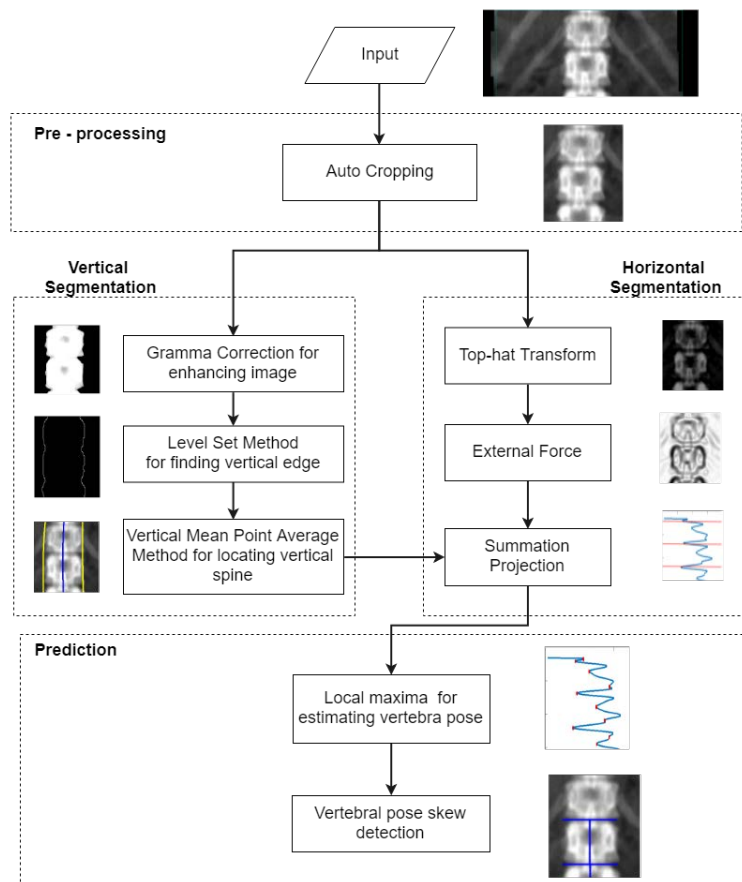 Input
Pre - processing
Auto Cropping
Vertical
Segmentation
Horizontal
Segmentation
Gramma Correction for
enhancing image
Top-hat Transform
Level Set Method
for finding vertical edge
External Force
Vertical Mean Point Average
Method for locating vertical
spine
Summation
Projection
Prediction
Local maxima for
estimating vertebra pose
Vertebral pose skew
detection